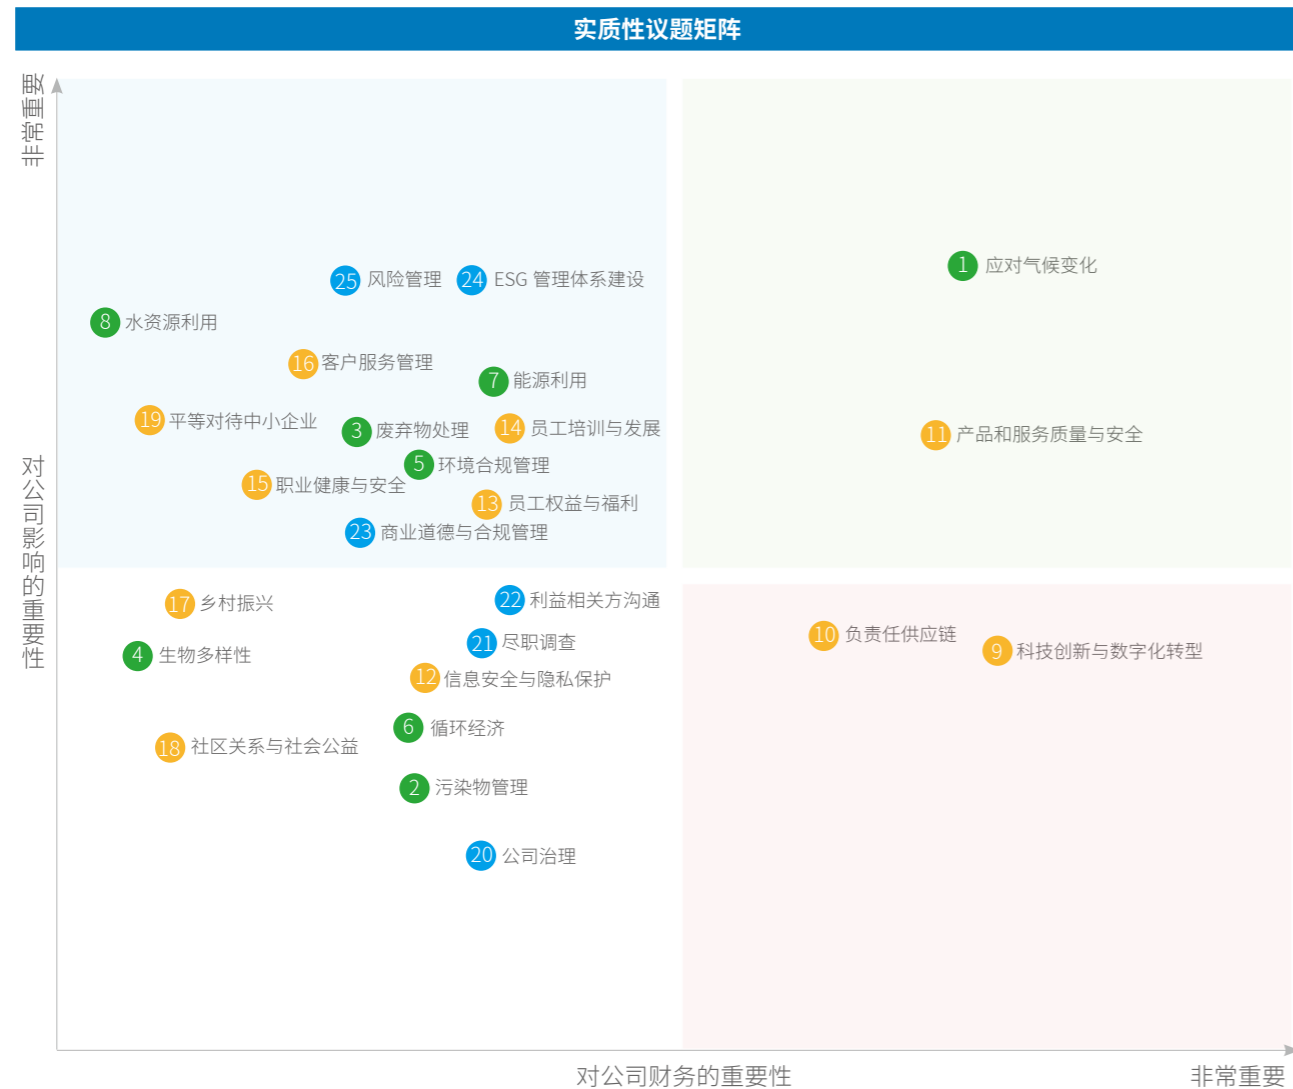 实质性议题矩阵
非常重要
1 应对气候变化
25 风险管理
24 ESG 管理体系建设
8 水资源利用
16 客户服务管理
7 能源利用
19 平等对待中小企业
3 废弃物处理
14 员工培训与发展
11 产品和服务质量与安全
5 环境合规管理
15 职业健康与安全
13 员工权益与福利
23 商业道德与合规管理
对公司影响的重要性
17 乡村振兴
22 利益相关方沟通
21 尽职调查
10 负责任供应链
9 科技创新与数字化转型
4 生物多样性
12 信息安全与隐私保护
6 循环经济
18 社区关系与社会公益
2 污染物管理
20 公司治理
对公司财务的重要性
非常重要